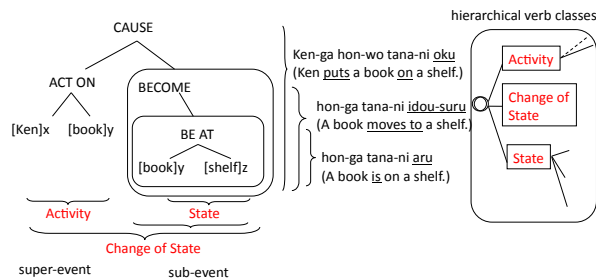 hierarchical verb classes
CAUSE
Ken-ga hon-wo tana-ni oku
(Ken puts a book on a shelf.)
ACT ON
BECOME
[Ken]x [book]y
BE AT
[book]y [shelf]z
hon-ga tana-ni idou-suru
(A book moves to a shelf.)
hon-ga tana-ni aru
(A book is on a shelf.)
Activity
Change of
State
State
Activity
State
Change of State
super-event
sub-event